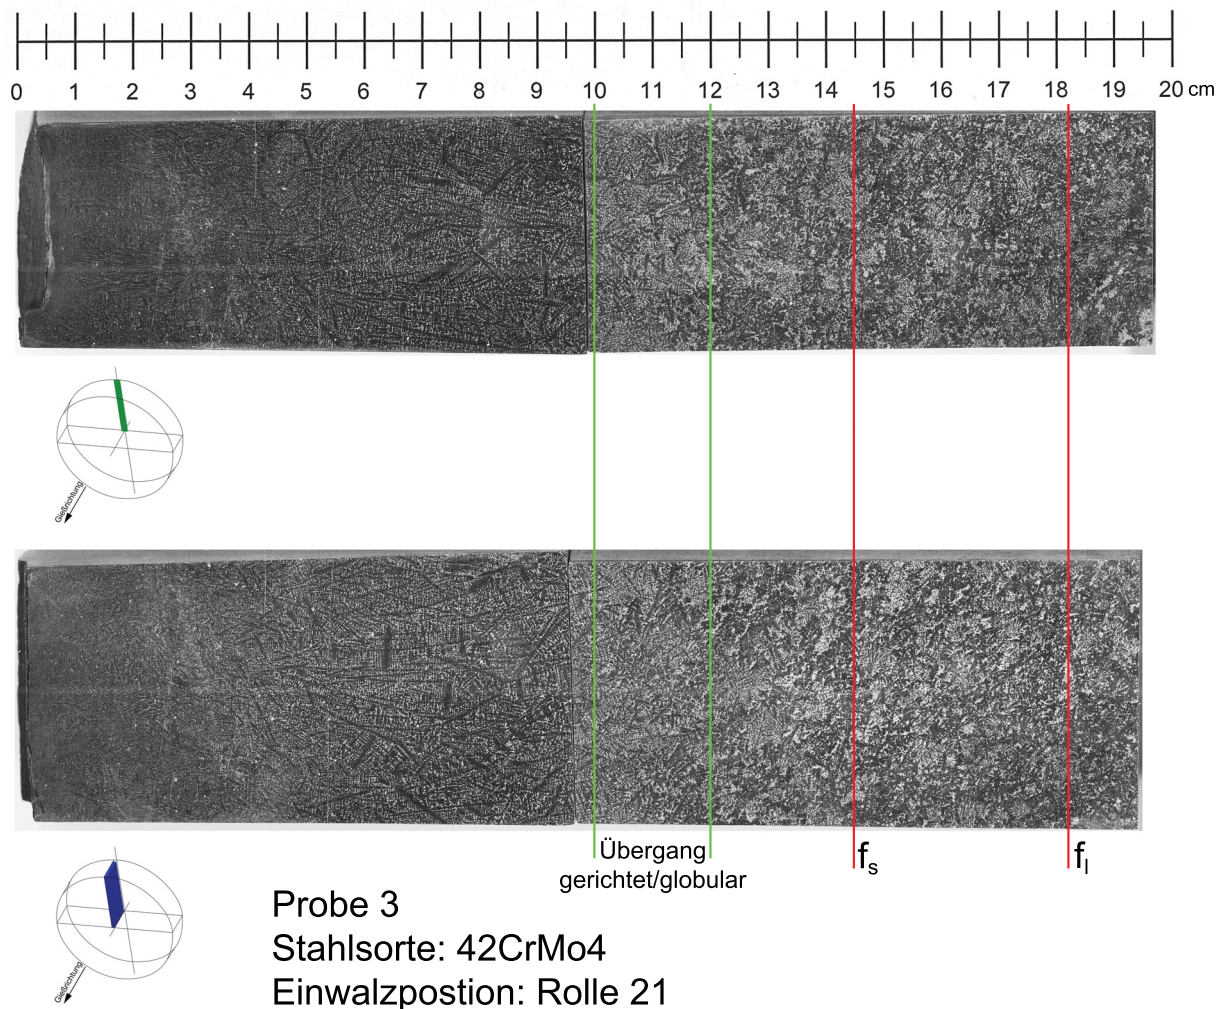 0 1 2 3 4 5 6 7 8 9 10 11 12 13 14 15 16 17 18 19 20 cm
Gießrichtung
Übergang
gerichtet/globular
fs
fl
Gießrichtung
Probe 3
Stahlsorte: 42CrMo4
Einwalzpostion: Rolle 21